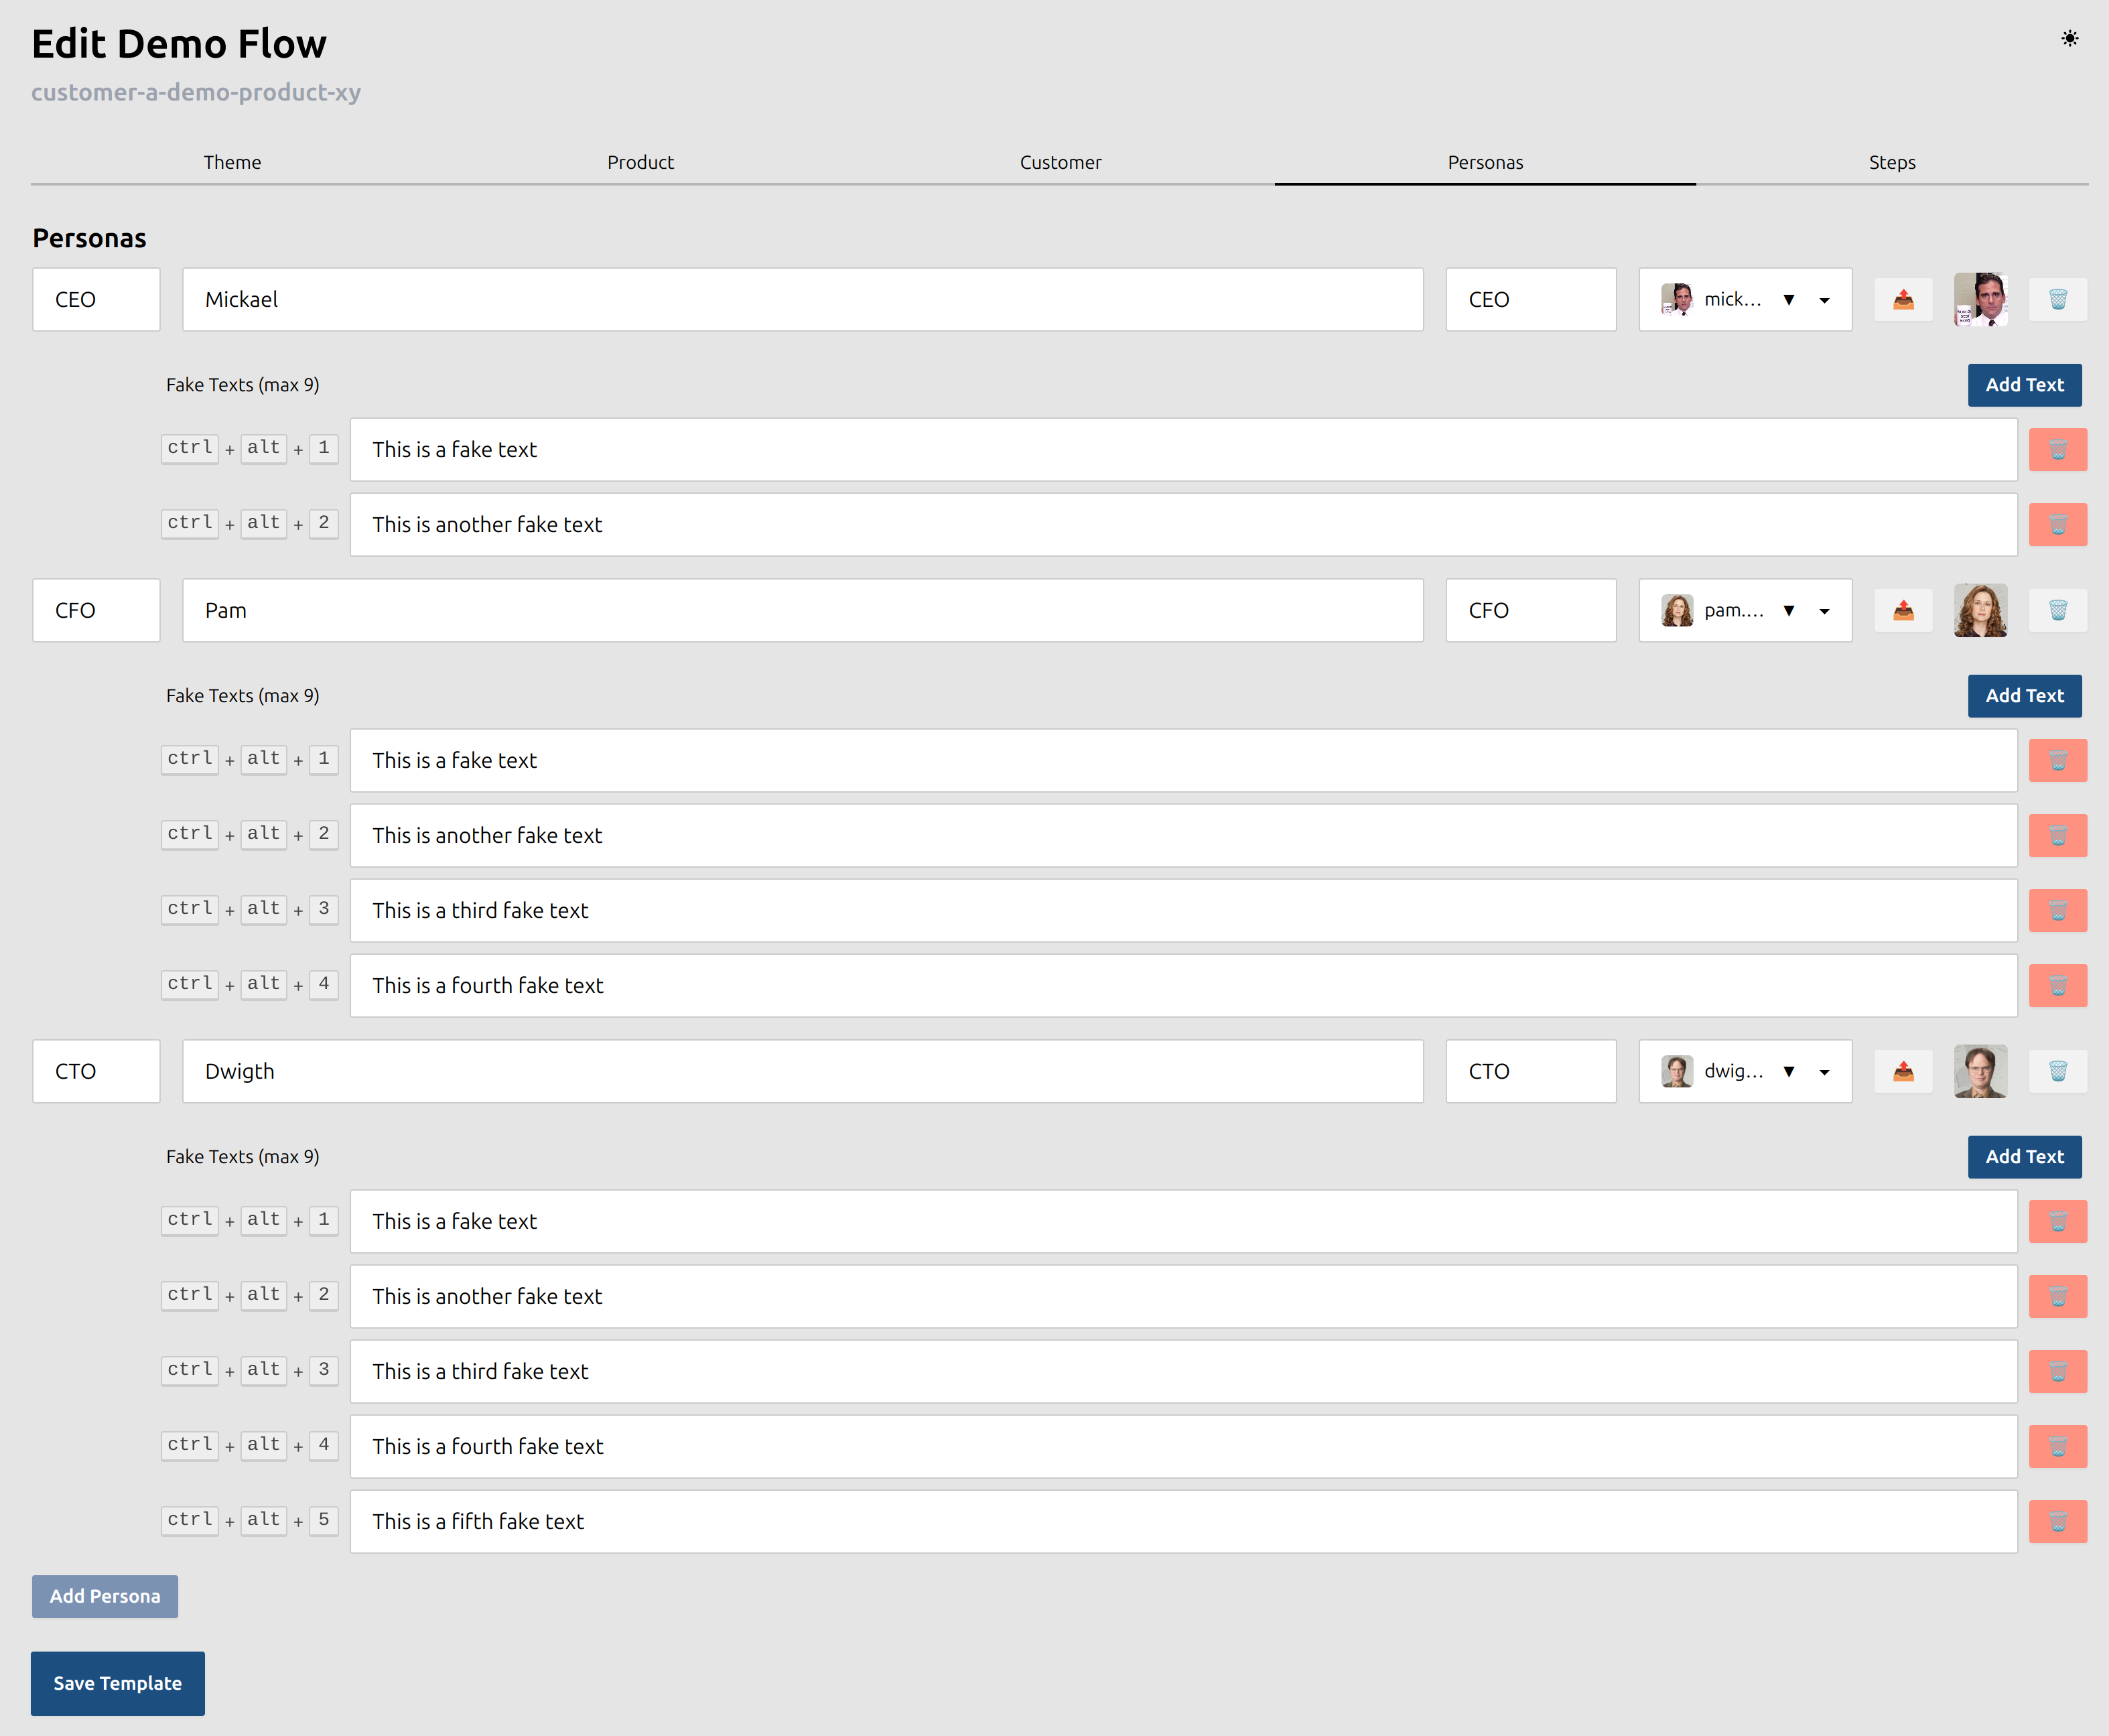 Edit Demo Flow
customer-a-demo-product-xy
Theme Product Customer Personas Steps
Personas
CEO Mickael CEO mick...
Fake Texts (max 9) Add Text
ctrl + alt + 1 This is a fake text
ctrl + alt + 2 This is another fake text
CFO Pam CFO pam....
Fake Texts (max 9) Add Text
ctrl + alt + 1 This is a fake text
ctrl + alt + 2 This is another fake text
ctrl + alt + 3 This is a third fake text
ctrl + alt + 4 This is a fourth fake text
CTO Dwigth CTO dwig...
Fake Texts (max 9) Add Text
ctrl + alt + 1 This is a fake text
ctrl + alt + 2 This is another fake text
ctrl + alt + 3 This is a third fake text
ctrl + alt + 4 This is a fourth fake text
ctrl + alt + 5 This is a fifth fake text
Add Persona
Save Template